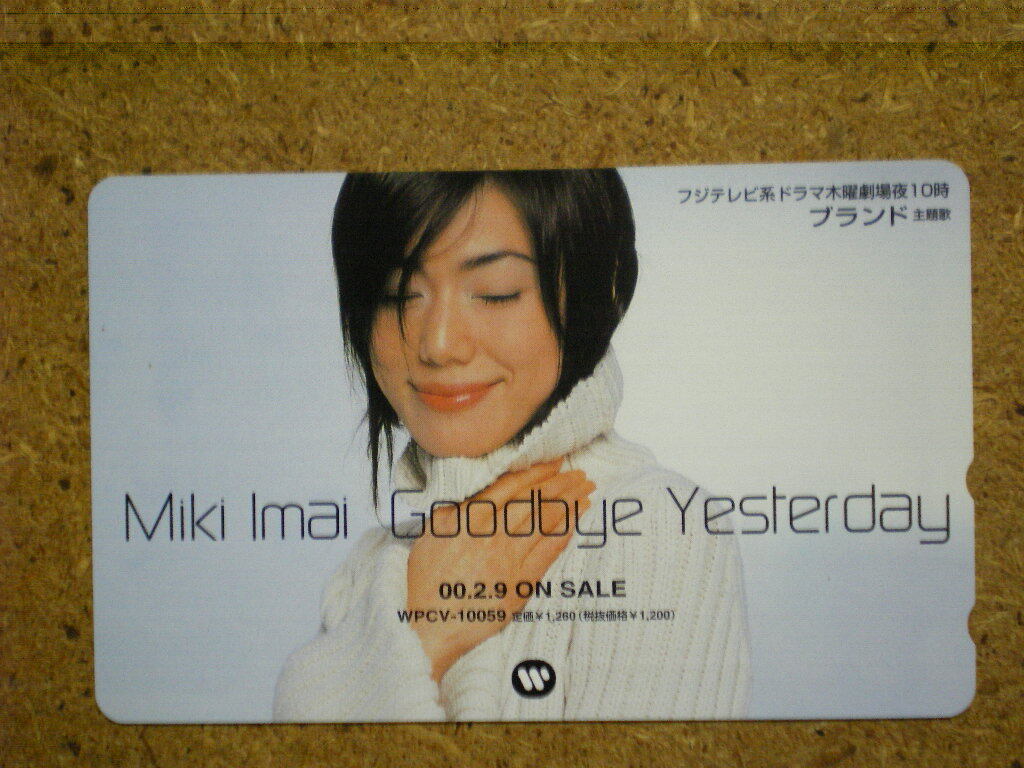 フジテレビ系ドラマ木曜劇場夜10時
ブランド 主題歌
Miki Imai Goodbye Yesterday
00.2.9 ON SALE
WPCV-10059 定価¥1,260(税抜価格¥1,200)